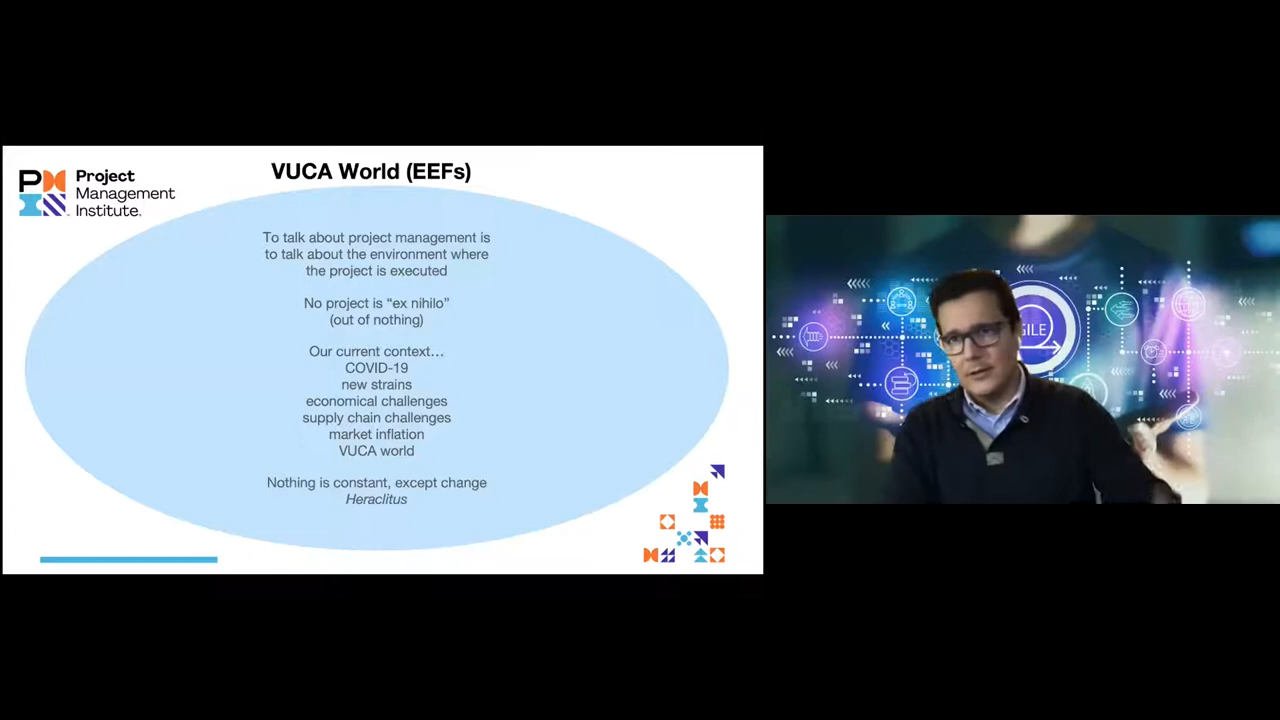 VUCA World (EEFs)
Project
Management
Institute.
To talk about project management is
to talk about the environment where
the project is executed
No project is “ex nihilo”
(out of nothing)
Our current context…
COVID-19
new strains
economical challenges
supply chain challenges
market inflation
VUCA world
Nothing is constant, except change
Heraclitus
GILE